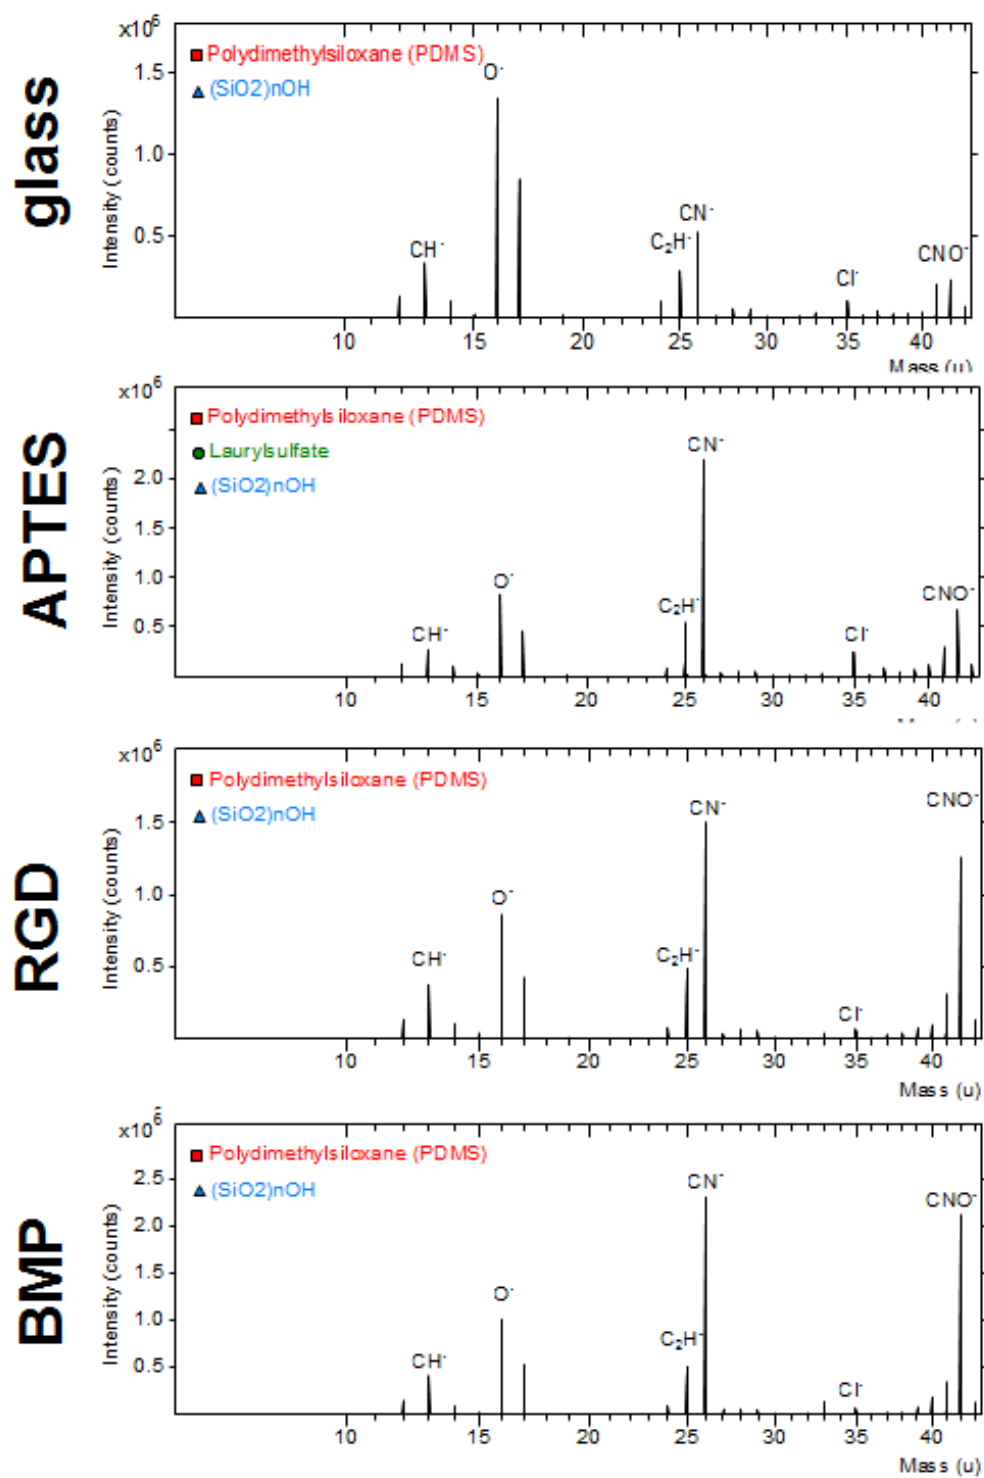 glass
x10⁶
Polydimethylsiloxane (PDMS)
(SiO2)nOH
Intensity (counts)
1.5
1.0
0.5
CH⁻
O⁻
C₂H⁻
CN⁻
Cl⁻
CNO⁻
10 15 20 25 30 35 40
Mass (u)
APTES
x10⁶
Polydimethylsiloxane (PDMS)
Laurylsulfate
(SiO2)nOH
Intensity (counts)
2.0
1.5
1.0
0.5
CH⁻
O⁻
C₂H⁻
CN⁻
Cl⁻
CNO⁻
10 15 20 25 30 35 40
RGD
x10⁶
Polydimethylsiloxane (PDMS)
(SiO2)nOH
Intensity (counts)
1.5
1.0
0.5
CH⁻
O⁻
C₂H⁻
CN⁻
Cl⁻
CNO⁻
10 15 20 25 30 35 40
Mass (u)
BMP
x10⁶
Polydimethylsiloxane (PDMS)
(SiO2)nOH
Intensity (counts)
2.5
2.0
1.5
1.0
0.5
CH⁻
O⁻
C₂H⁻
CN⁻
Cl⁻
CNO⁻
10 15 20 25 30 35 40
Mass (u)